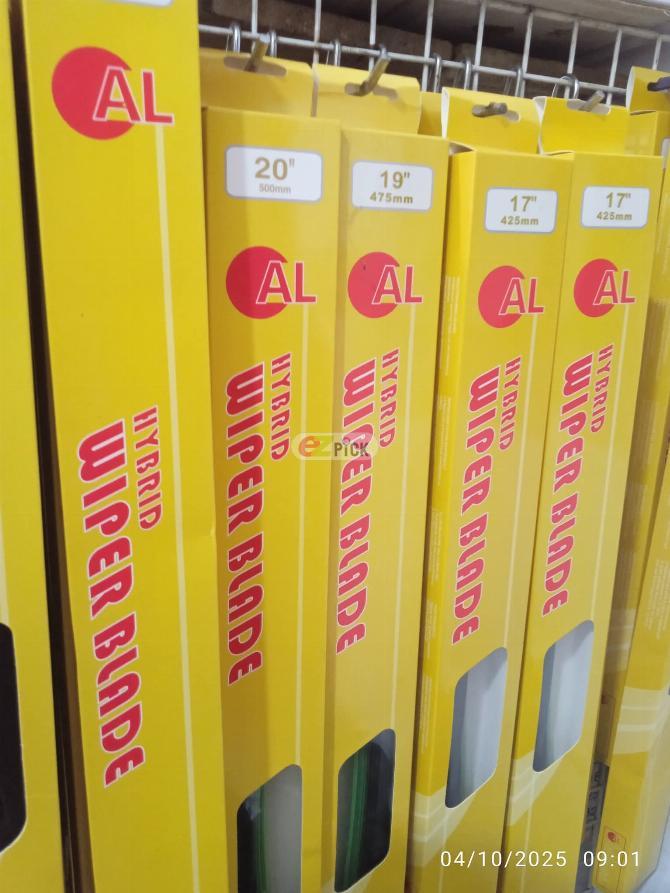 AL
HYBRID
WIPER BLADE
20"
500mm
AL
HYBRID
WIPER BLADE
19"
475mm
AL
HYBRID
WIPER BLADE
17"
425mm
AL
HYBRID
WIPER BLADE
17"
425mm
AL
HYBRID
WIPER BLADE
ezPICK
04/10/2025 09:01